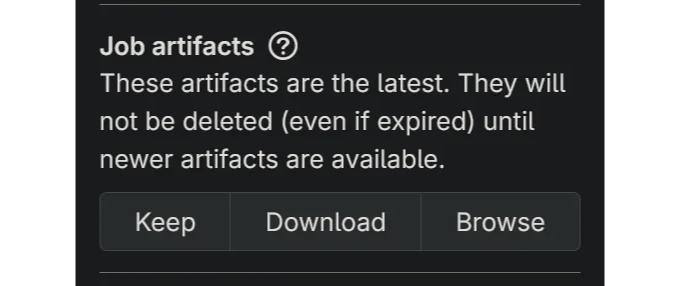 Job artifacts
These artifacts are the latest. They will
not be deleted (even if expired) until
newer artifacts are available.
Keep Download Browse